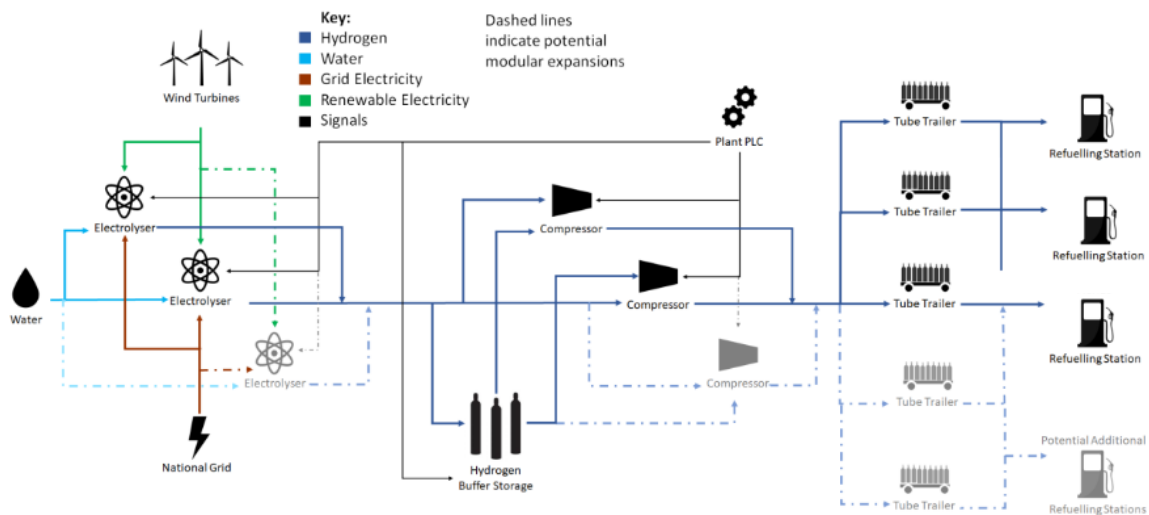 Key:
Hydrogen
Water
Grid Electricity
Renewable Electricity
Signals
Dashed lines
indicate potential
modular expansions
Wind Turbines
Plant PLC
Tube Trailer
Refuelling Station
Electrolyser
Compressor
Tube Trailer
Refuelling Station
Water
Electrolyser
Compressor
Tube Trailer
Refuelling Station
Electrolyser
Compressor
Tube Trailer
National Grid
Hydrogen
Buffer Storage
Tube Trailer
Potential Additional
Refuelling Stations